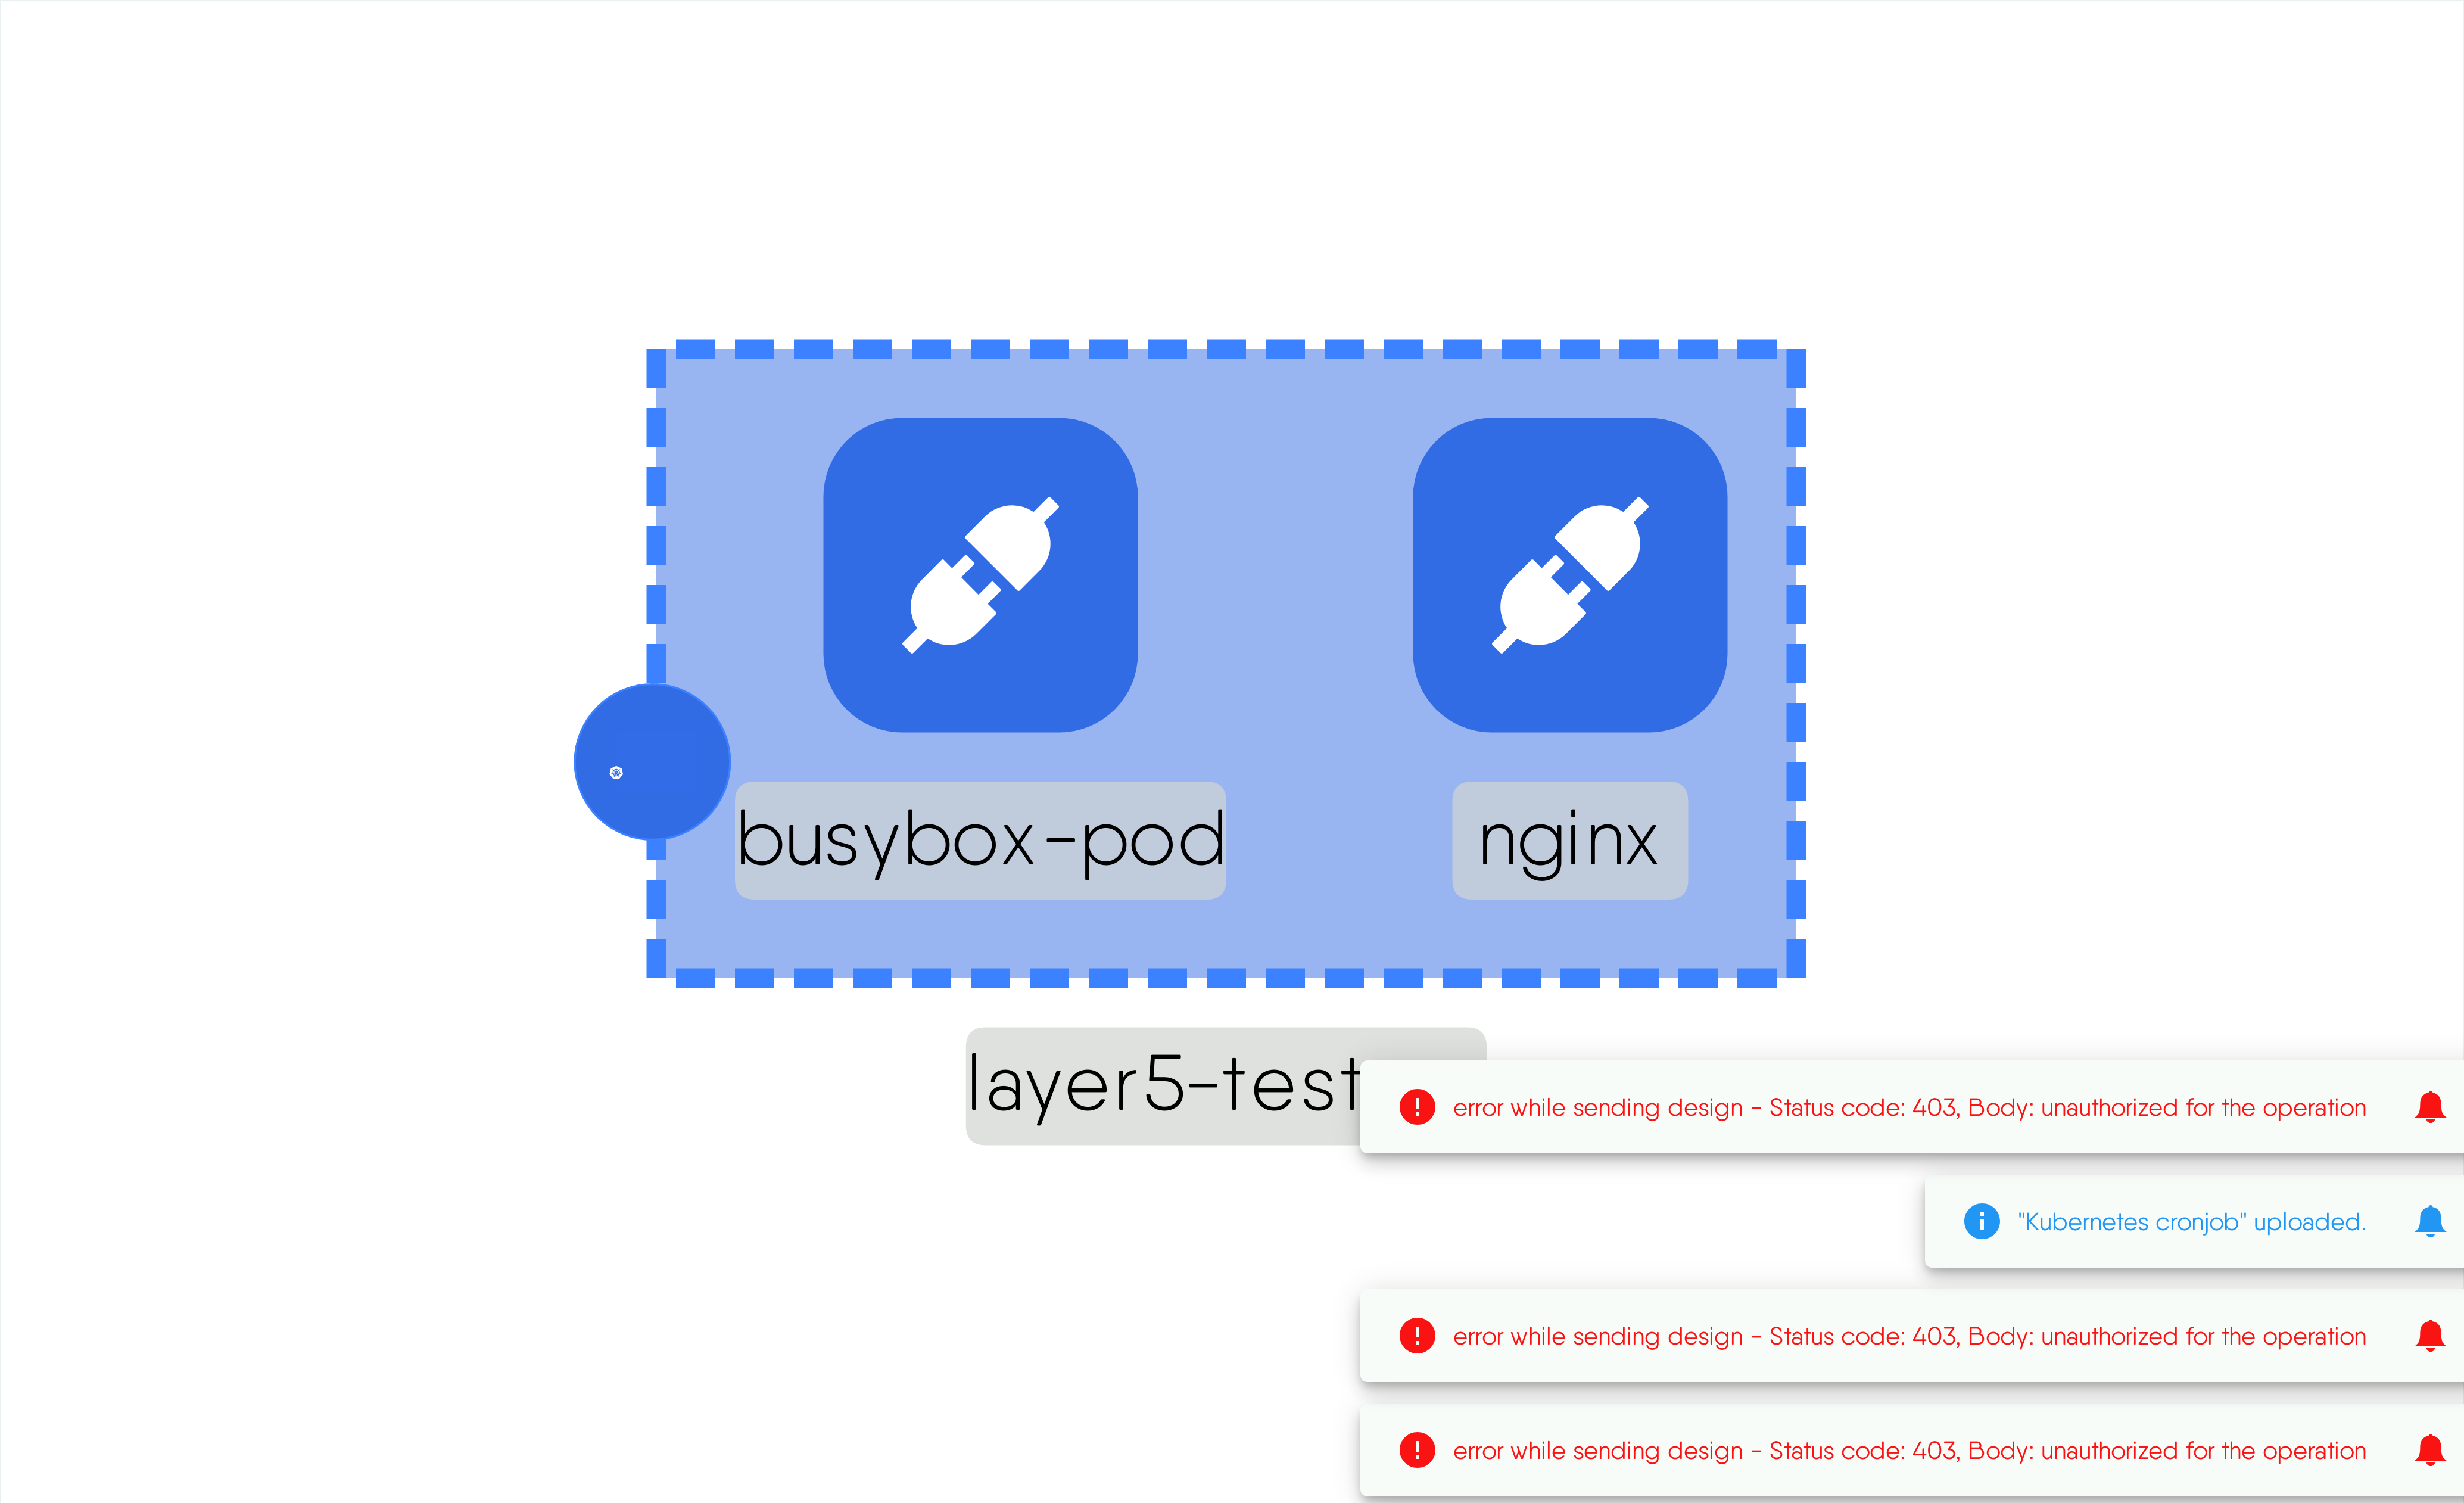 busybox-pod
nginx
layer5-test
error while sending design - Status code: 403, Body: unauthorized for the operation
"Kubernetes cronjob" uploaded.
error while sending design - Status code: 403, Body: unauthorized for the operation
error while sending design - Status code: 403, Body: unauthorized for the operation